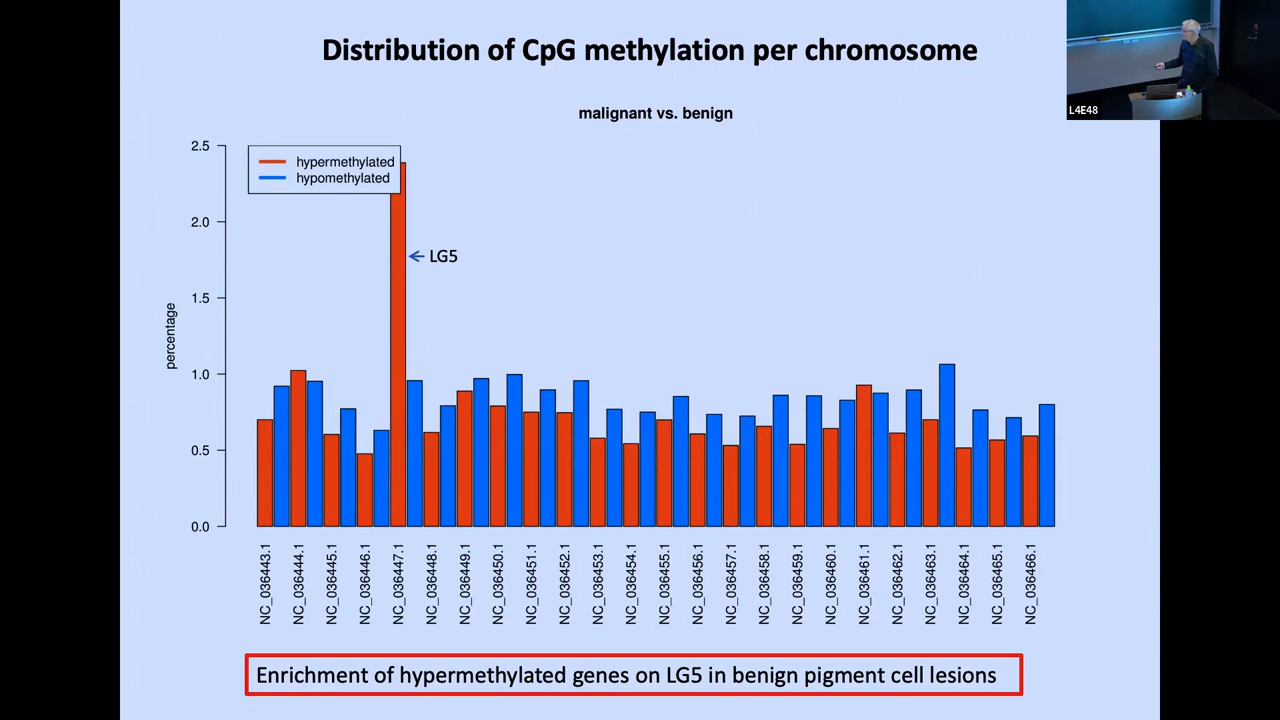 Distribution of CpG methylation per chromosome
L4E48
malignant vs. benign
hypermethylated
hypomethylated
LG5
percentage
2.5
2.0
1.5
1.0
0.5
0.0
NC_036443.1
NC_036444.1
NC_036445.1
NC_036446.1
NC_036447.1
NC_036448.1
NC_036449.1
NC_036450.1
NC_036451.1
NC_036452.1
NC_036453.1
NC_036454.1
NC_036455.1
NC_036456.1
NC_036457.1
NC_036458.1
NC_036459.1
NC_036460.1
NC_036461.1
NC_036462.1
NC_036463.1
NC_036464.1
NC_036465.1
NC_036466.1
Enrichment of hypermethylated genes on LG5 in benign pigment cell lesions